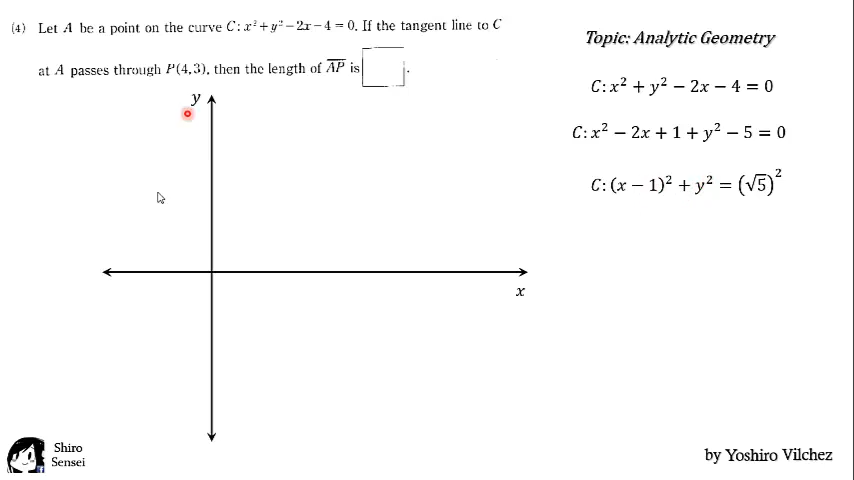 (4) Let A be a point on the curve C: x² + y² − 2x − 4 = 0. If the tangent line to C
at A passes through P(4, 3), then the length of A̅P̅ is .
Topic: Analytic Geometry
C: x² + y² − 2x − 4 = 0
C: x² − 2x + 1 + y² − 5 = 0
C: (x − 1)² + y² = (√5)²
y
x
Shiro
Sensei
by Yoshiro Vilchez